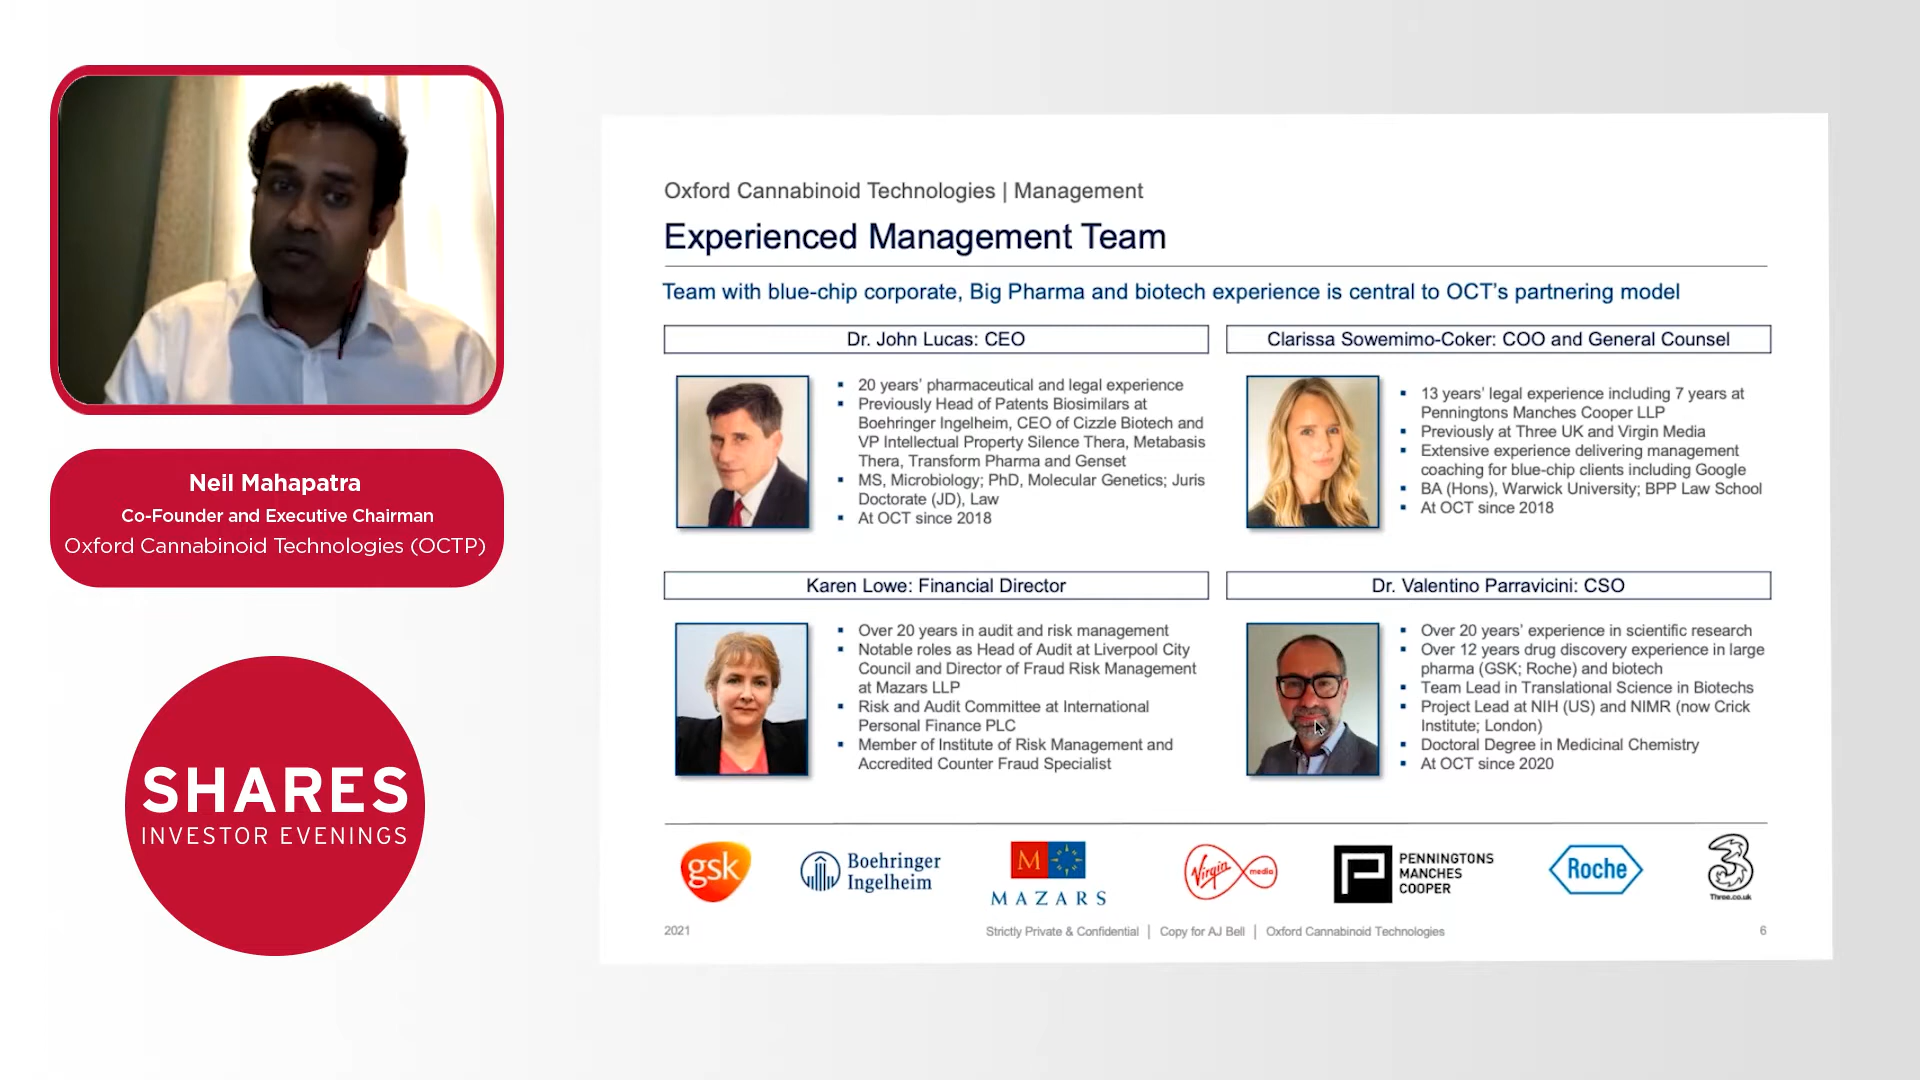 Neil Mahapatra
Co-Founder and Executive Chairman
Oxford Cannabinoid Technologies (OCTP)
SHARES
INVESTOR EVENINGS
Oxford Cannabinoid Technologies | Management
Experienced Management Team
Team with blue-chip corporate, Big Pharma and biotech experience is central to OCT's partnering model
Dr. John Lucas: CEO
▪ 20 years' pharmaceutical and legal experience
▪ Previously Head of Patents Biosimilars at
Boehringer Ingelheim, CEO of Cizzle Biotech and
VP Intellectual Property Silence Thera, Metabasis
Thera, Transform Pharma and Genset
▪ MS, Microbiology; PhD, Molecular Genetics; Juris
Doctorate (JD), Law
▪ At OCT since 2018
Clarissa Sowemimo-Coker: COO and General Counsel
▪ 13 years' legal experience including 7 years at
Penningtons Manches Cooper LLP
▪ Previously at Three UK and Virgin Media
▪ Extensive experience delivering management
coaching for blue-chip clients including Google
▪ BA (Hons), Warwick University; BPP Law School
▪ At OCT since 2018
Karen Lowe: Financial Director
▪ Over 20 years in audit and risk management
▪ Notable roles as Head of Audit at Liverpool City
Council and Director of Fraud Risk Management
at Mazars LLP
▪ Risk and Audit Committee at International
Personal Finance PLC
▪ Member of Institute of Risk Management and
Accredited Counter Fraud Specialist
Dr. Valentino Parravicini: CSO
▪ Over 20 years' experience in scientific research
▪ Over 12 years drug discovery experience in large
pharma (GSK; Roche) and biotech
▪ Team Lead in Translational Science in Biotechs
▪ Project Lead at NIH (US) and NIMR (now Crick
Institute; London)
▪ Doctoral Degree in Medicinal Chemistry
▪ At OCT since 2020
gsk
Boehringer
Ingelheim
M
MAZARS
Virgin media
PENNINGTONS
MANCHES
COOPER
Roche
3
Three.co.uk
2021
Strictly Private & Confidential | Copy for AJ Bell | Oxford Cannabinoid Technologies
6